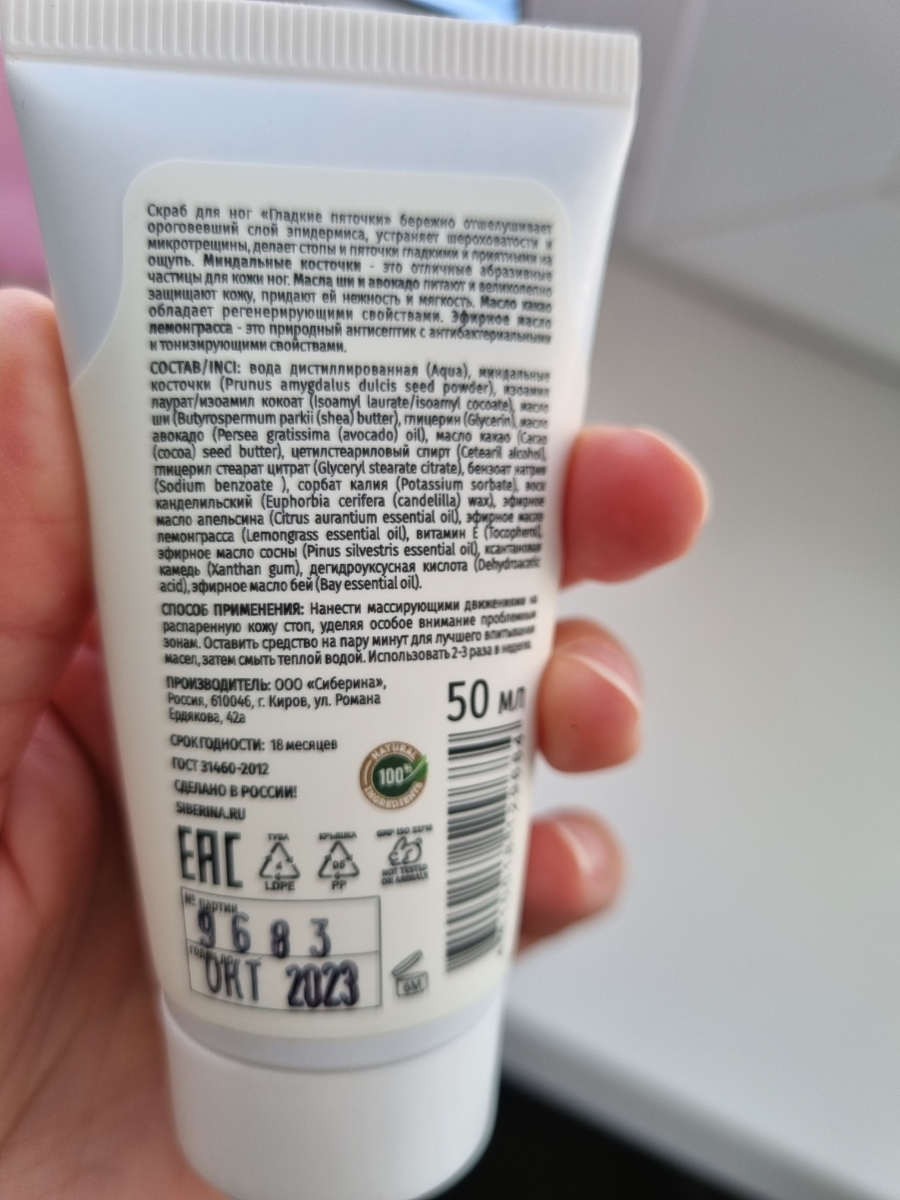 Скраб для ног «Гладкие пяточки» бережно отшелушивает
ороговевший слой эпидермиса, устраняет шероховатости и
микротрещины, делает стопы и пяточки гладкими и приятными на
ощупь. Миндальные косточки - это отличные абразивные
частицы для кожи ног. Масла ши и авокадо питают и великолепно
защищают кожу, придают ей нежность и мягкость. Масло какао
обладает регенерирующими свойствами. Эфирное масло
лемонграсса - это природный антисептик с антибактериальными
и тонизирующими свойствами.
СОСТАВ/INCI: вода дистиллированная (Aqua), миндальные
косточки (Prunus amygdalus dulcis seed powder), изоамил
лаурат/изоамил кокоат (Isoamyl laurate/isoamyl cocoate), масло
ши (Butyrospermum parkii (shea) butter), глицерин (Glycerin), масло
авокадо (Persea gratissima (avocado) oil), масло какао (Cacao
(cocoa) seed butter), цетилстеариловый спирт (Cetearil alcohol),
глицерил стеарат цитрат (Glyceryl stearate citrate), бензоат натрия
(Sodium benzoate ), сорбат калия (Potassium sorbate), воск
канделильский (Euphorbia cerifera (candelilla) wax), эфирное
масло апельсина (Citrus aurantium essential oil), эфирное масло
лемонграсса (Lemongrass essential oil), витамин Е (Tocopherol),
эфирное масло сосны (Pinus silvestris essential oil), ксантановая
камедь (Xanthan gum), дегидроуксусная кислота (Dehydroacetic
acid), эфирное масло бей (Bay essential oil).
СПОСОБ ПРИМЕНЕНИЯ: Нанести массирующими движениями на
распаренную кожу стоп, уделяя особое внимание проблемным
зонам. Оставить средство на пару минут для лучшего впитывания
масел, затем смыть теплой водой. Использовать 2-3 раза в неделю.
ПРОИЗВОДИТЕЛЬ: ООО «Сиберина»,
Россия, 610046, г. Киров, ул. Романа
Ердякова, 42а
50 мл
СРОК ГОДНОСТИ: 18 месяцев
ГОСТ 31460-2012
СДЕЛАНО В РОССИИ!
SIBERINA.RU
NATURAL
100%
INGREDIENTS
EAC
ТУБА
4
LDPE
КРЫШКА
05
PP
NOT TESTED
ON ANIMALS
№ партии
9683
ОКТ 2023
6М